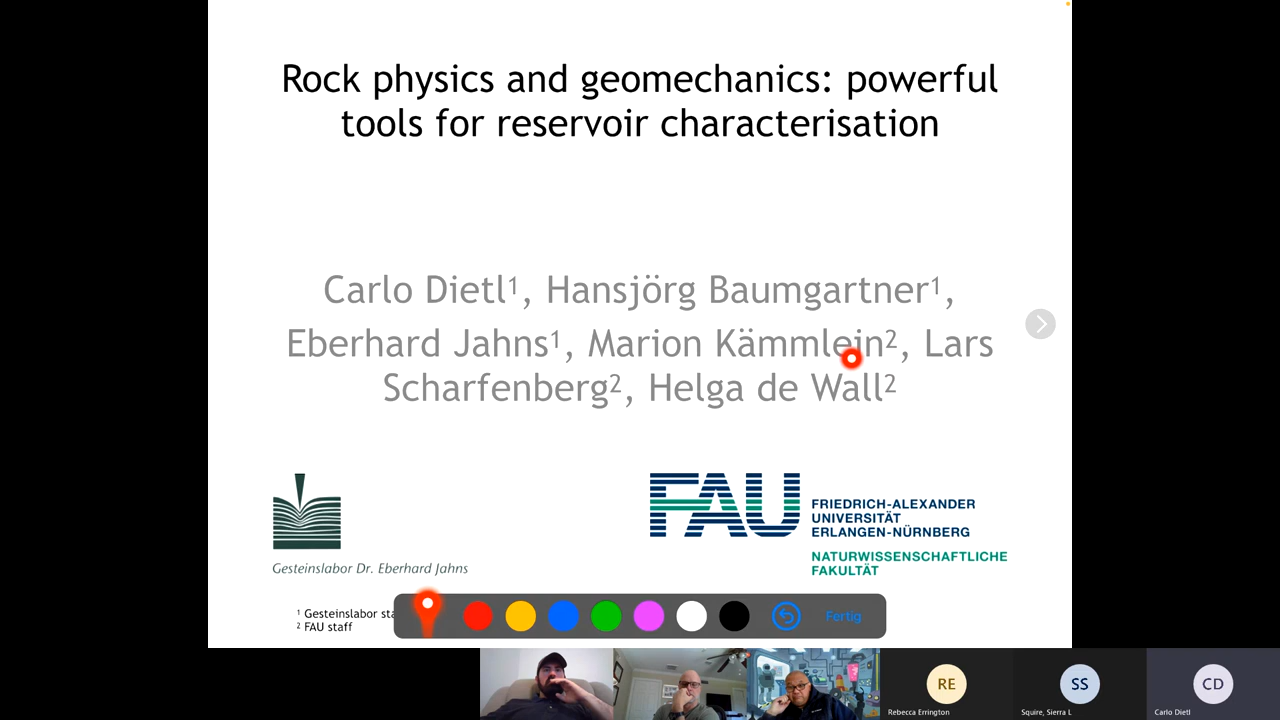 Rock physics and geomechanics: powerful
tools for reservoir characterisation
Carlo Dietl¹, Hansjörg Baumgartner¹,
Eberhard Jahns¹, Marion Kämmlein², Lars
Scharfenberg², Helga de Wall²
FAU
FRIEDRICH-ALEXANDER
UNIVERSITÄT
ERLANGEN-NÜRNBERG
NATURWISSENSCHAFTLICHE
FAKULTÄT
Gesteinslabor Dr. Eberhard Jahns
¹ Gesteinslabor sta
² FAU staff
Fertig
RE
SS
CD
Rebecca Errington
Squire, Sierra L
Carlo Dietl